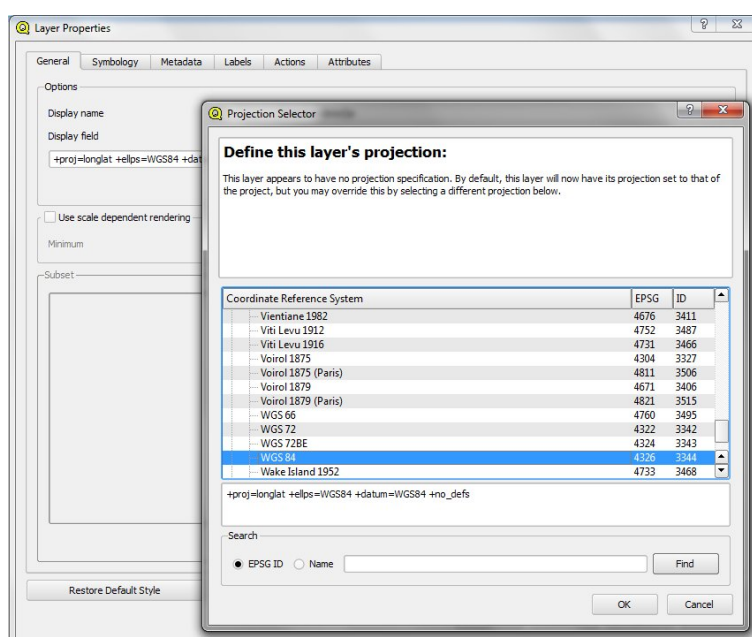 Layer Properties
General Symbology Metadata Labels Actions Attributes
Options
Display name
Display field
+proj=longlat +ellps=WGS84 +dat
Use scale dependent rendering
Minimum
Subset
Restore Default Style
Projection Selector
Define this layer's projection:
This layer appears to have no projection specification. By default, this layer will now have its projection set to that of
the project, but you may override this by selecting a different projection below.
Coordinate Reference System EPSG ID
Vientiane 1982 4676 3411
Viti Levu 1912 4752 3487
Viti Levu 1916 4731 3466
Voirol 1875 4304 3327
Voirol 1875 (Paris) 4811 3506
Voirol 1879 4671 3406
Voirol 1879 (Paris) 4821 3515
WGS 66 4760 3495
WGS 72 4322 3342
WGS 72BE 4324 3343
WGS 84 4326 3344
Wake Island 1952 4733 3468
+proj=longlat +ellps=WGS84 +datum=WGS84 +no_defs
Search
EPSG ID Name Find
OK Cancel